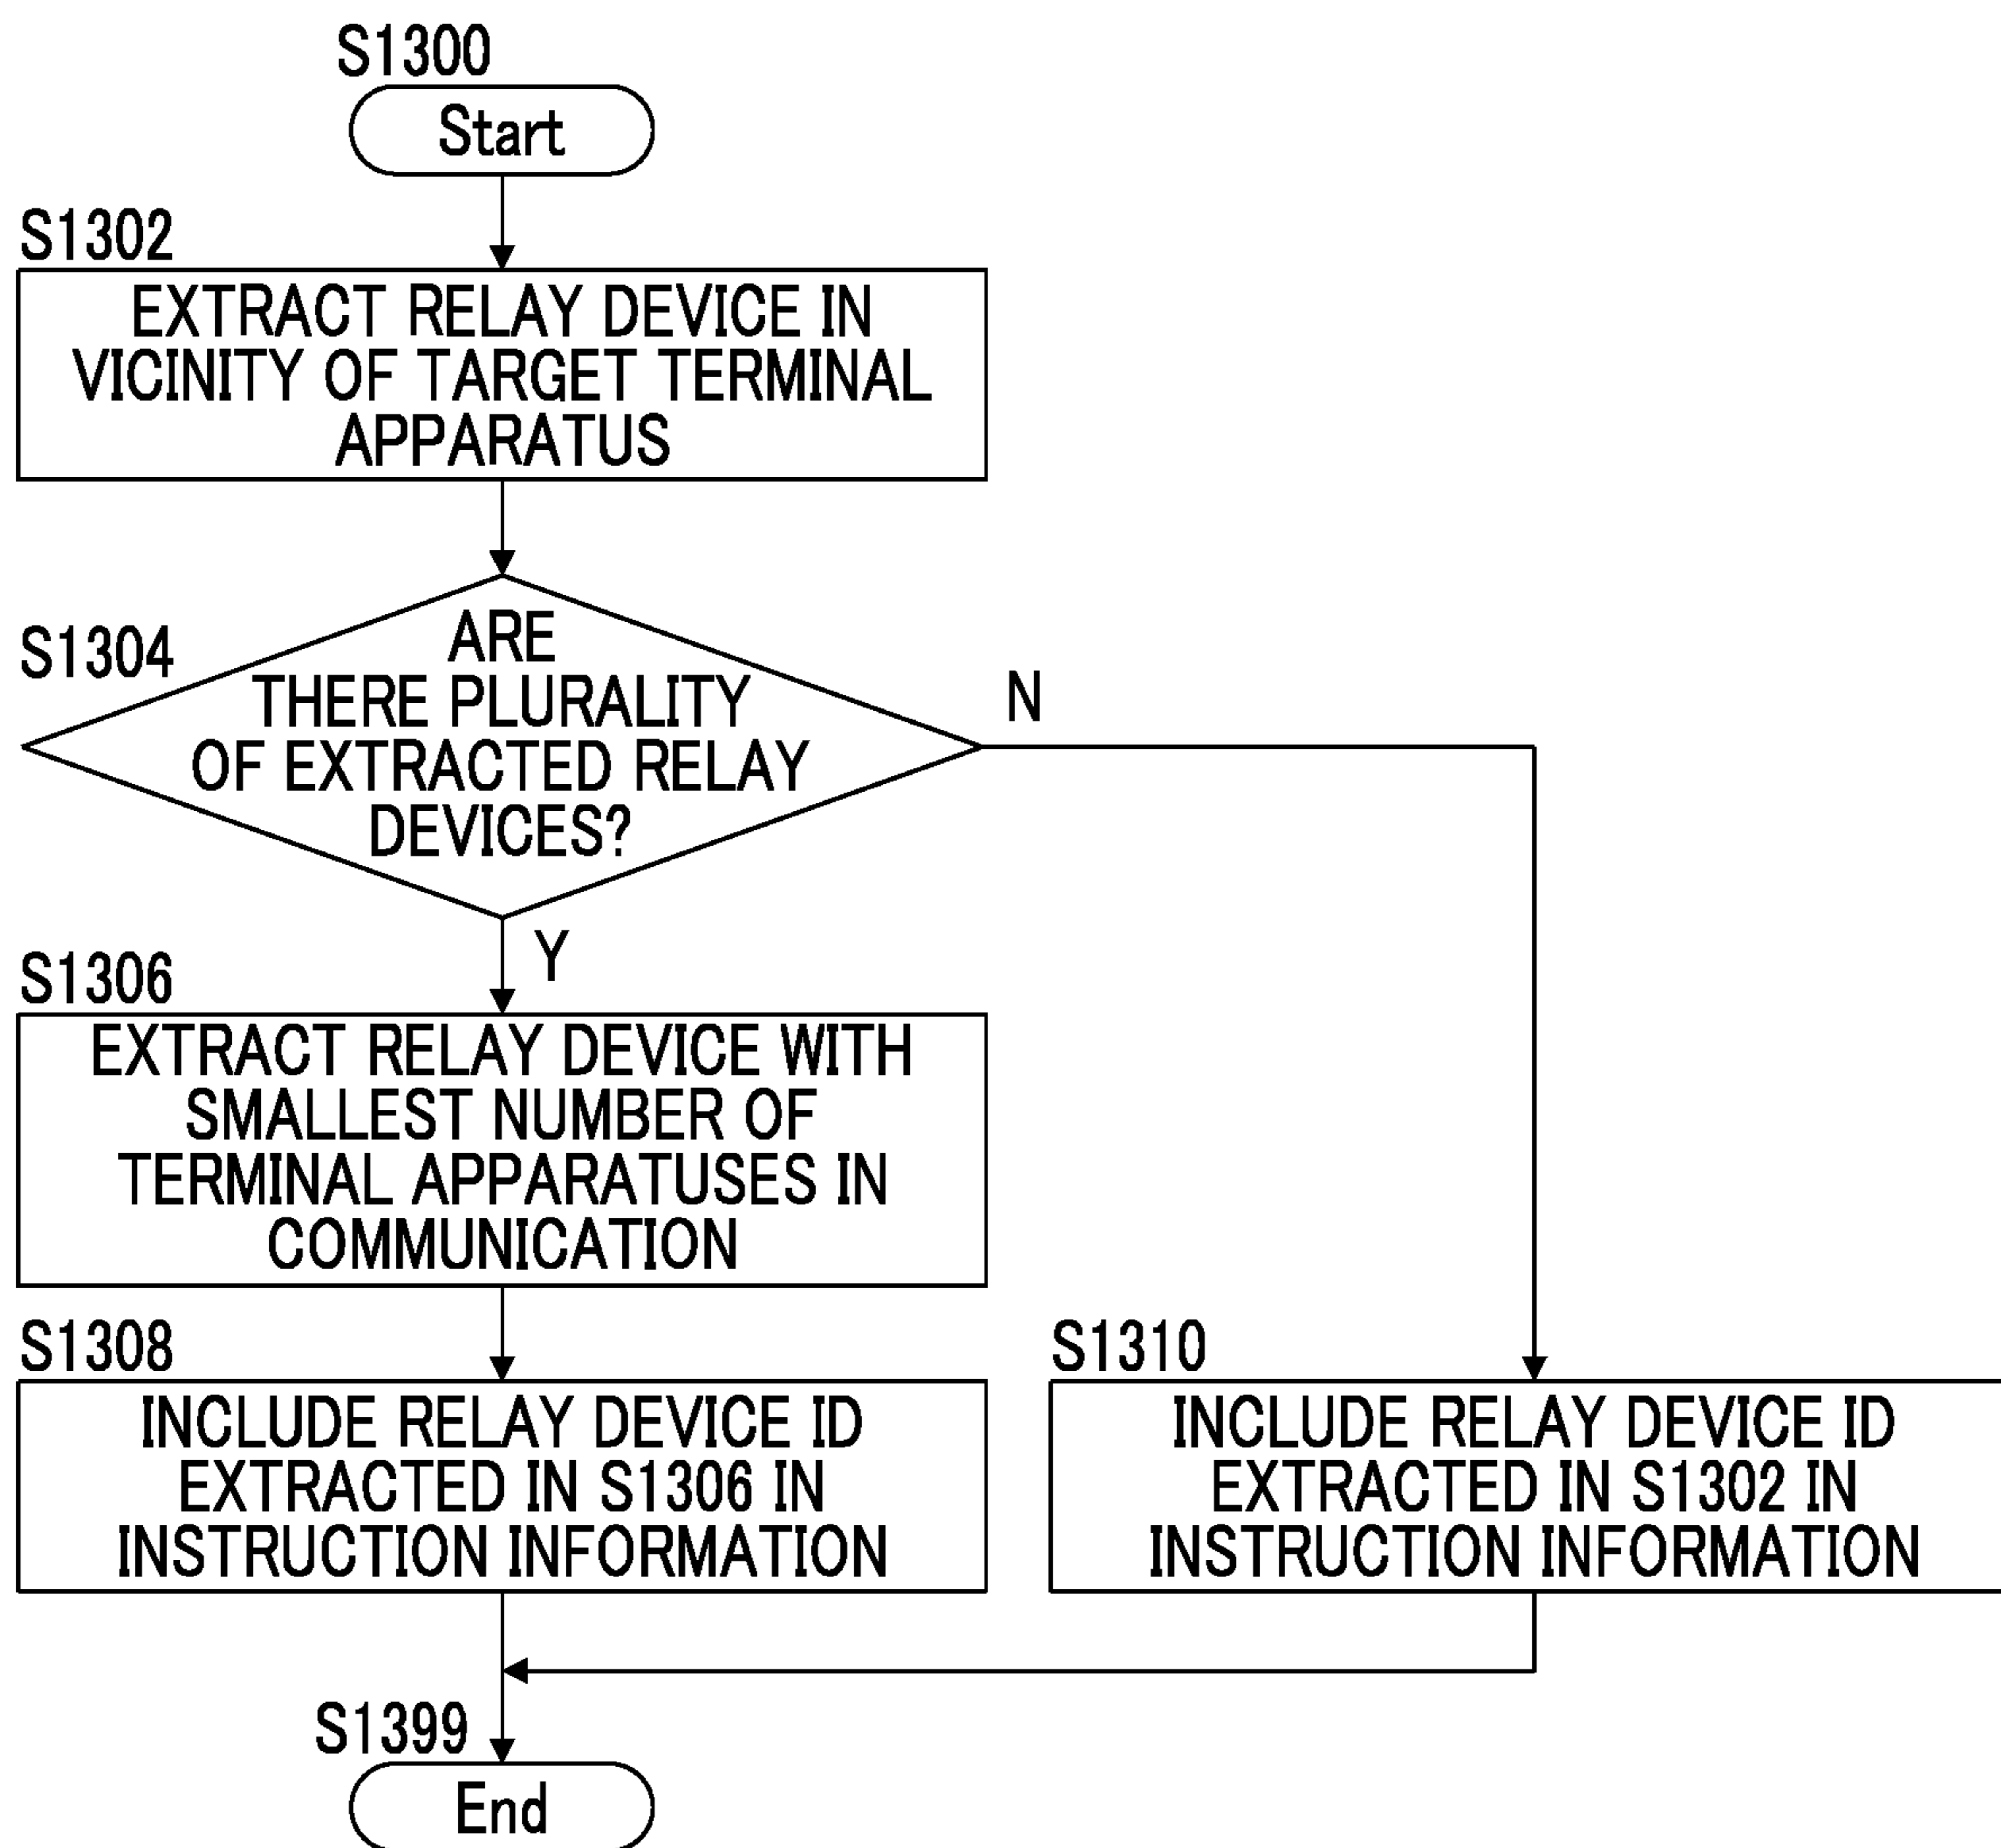 S1300
Start
S1302
EXTRACT RELAY DEVICE IN
VICINITY OF TARGET TERMINAL
APPARATUS
S1304
ARE
THERE PLURALITY
OF EXTRACTED RELAY
DEVICES?
N
Y
S1306
EXTRACT RELAY DEVICE WITH
SMALLEST NUMBER OF
TERMINAL APPARATUSES IN
COMMUNICATION
S1308
INCLUDE RELAY DEVICE ID
EXTRACTED IN S1306 IN
INSTRUCTION INFORMATION
S1310
INCLUDE RELAY DEVICE ID
EXTRACTED IN S1302 IN
INSTRUCTION INFORMATION
S1399
End